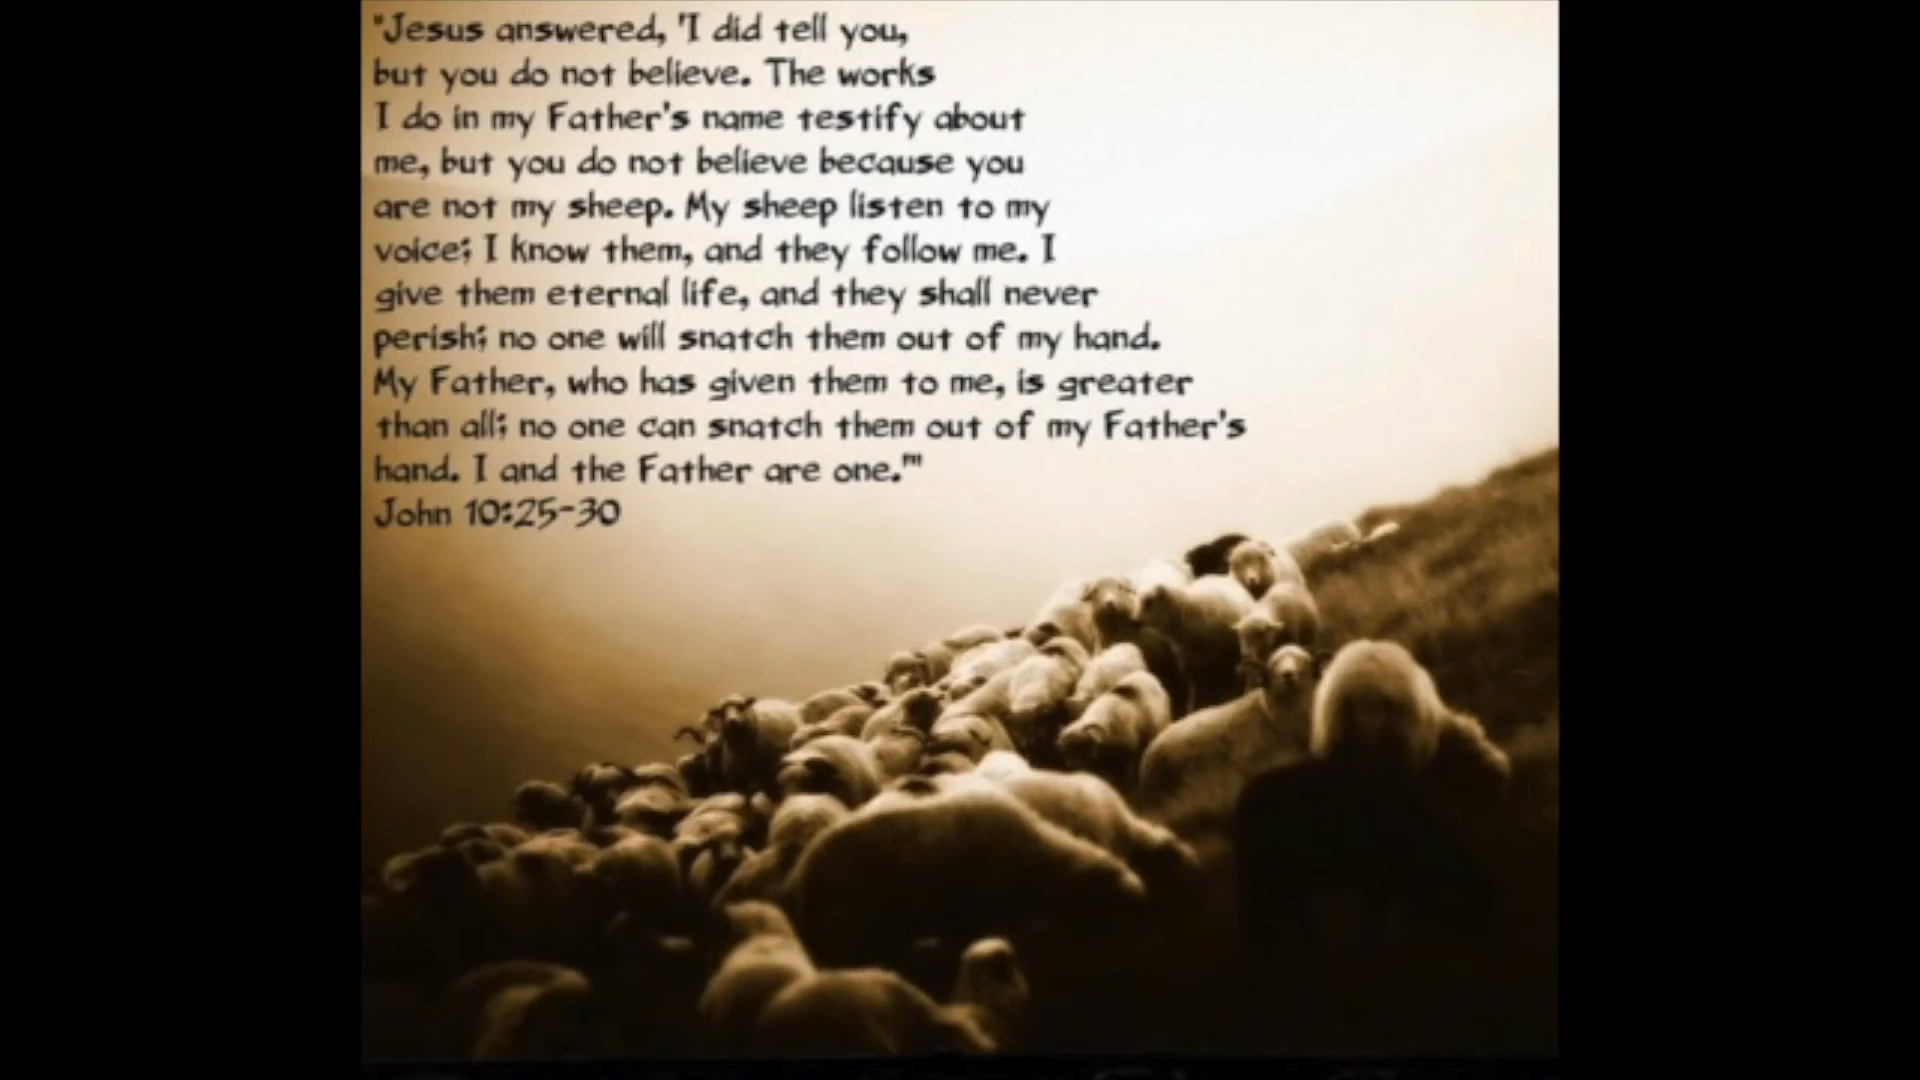 "Jesus answered, 'I did tell you,
but you do not believe. The works
I do in my Father's name testify about
me, but you do not believe because you
are not my sheep. My sheep listen to my
voice; I know them, and they follow me. I
give them eternal life, and they shall never
perish; no one will snatch them out of my hand.
My Father, who has given them to me, is greater
than all; no one can snatch them out of my Father's
hand. I and the Father are one.'"
John 10:25-30